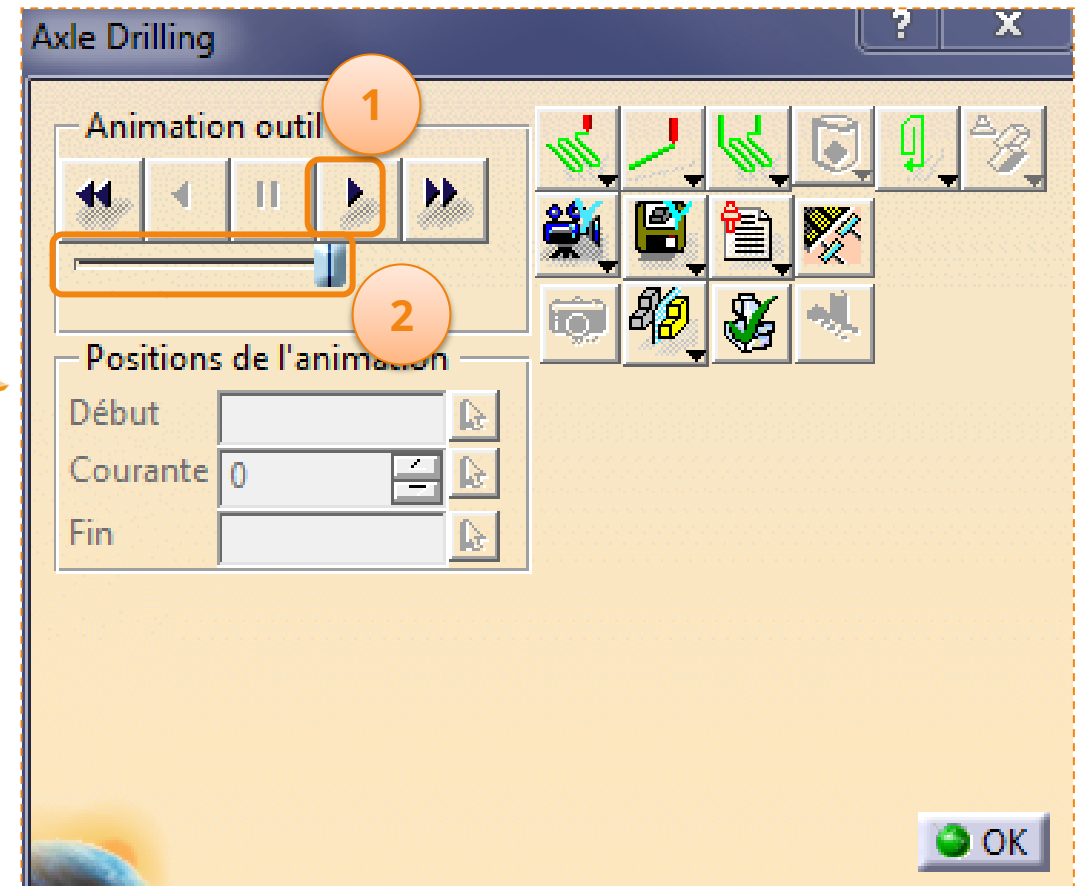 Axle Drilling
?
X
1
Animation outil
2
Positions de l'animation
Début
Courante 0
Fin
OK